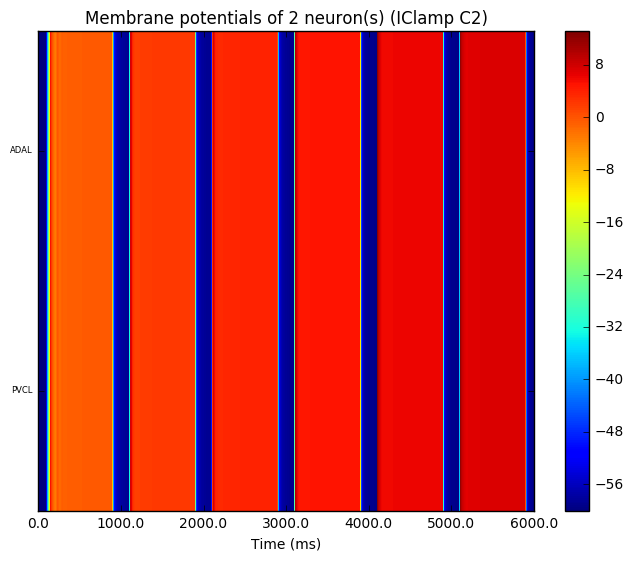 Membrane potentials of 2 neuron(s) (IClamp C2)
ADAL
PVCL
0.0 1000.0 2000.0 3000.0 4000.0 5000.0 6000.0
Time (ms)
8
0
−8
−16
−24
−32
−40
−48
−56